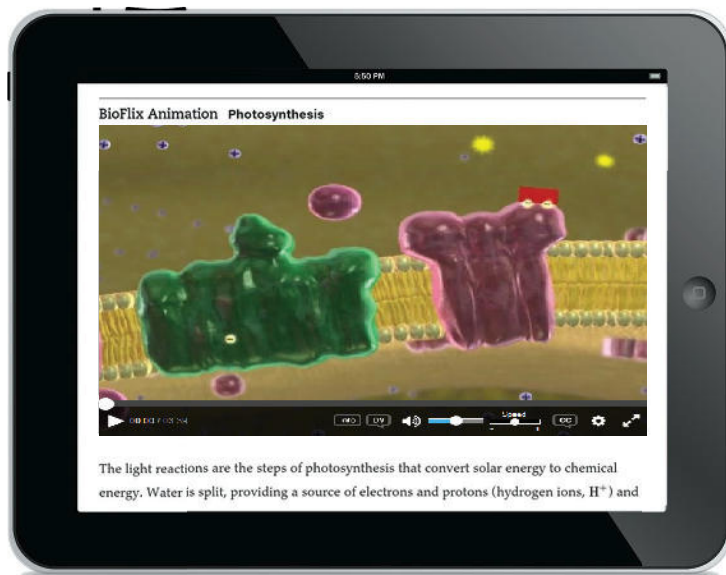 5:50 PM
BioFlix Animation Photosynthesis
Speed
CC
The light reactions are the steps of photosynthesis that convert solar energy to chemical
energy. Water is split, providing a source of electrons and protons (hydrogen ions, H⁺) and